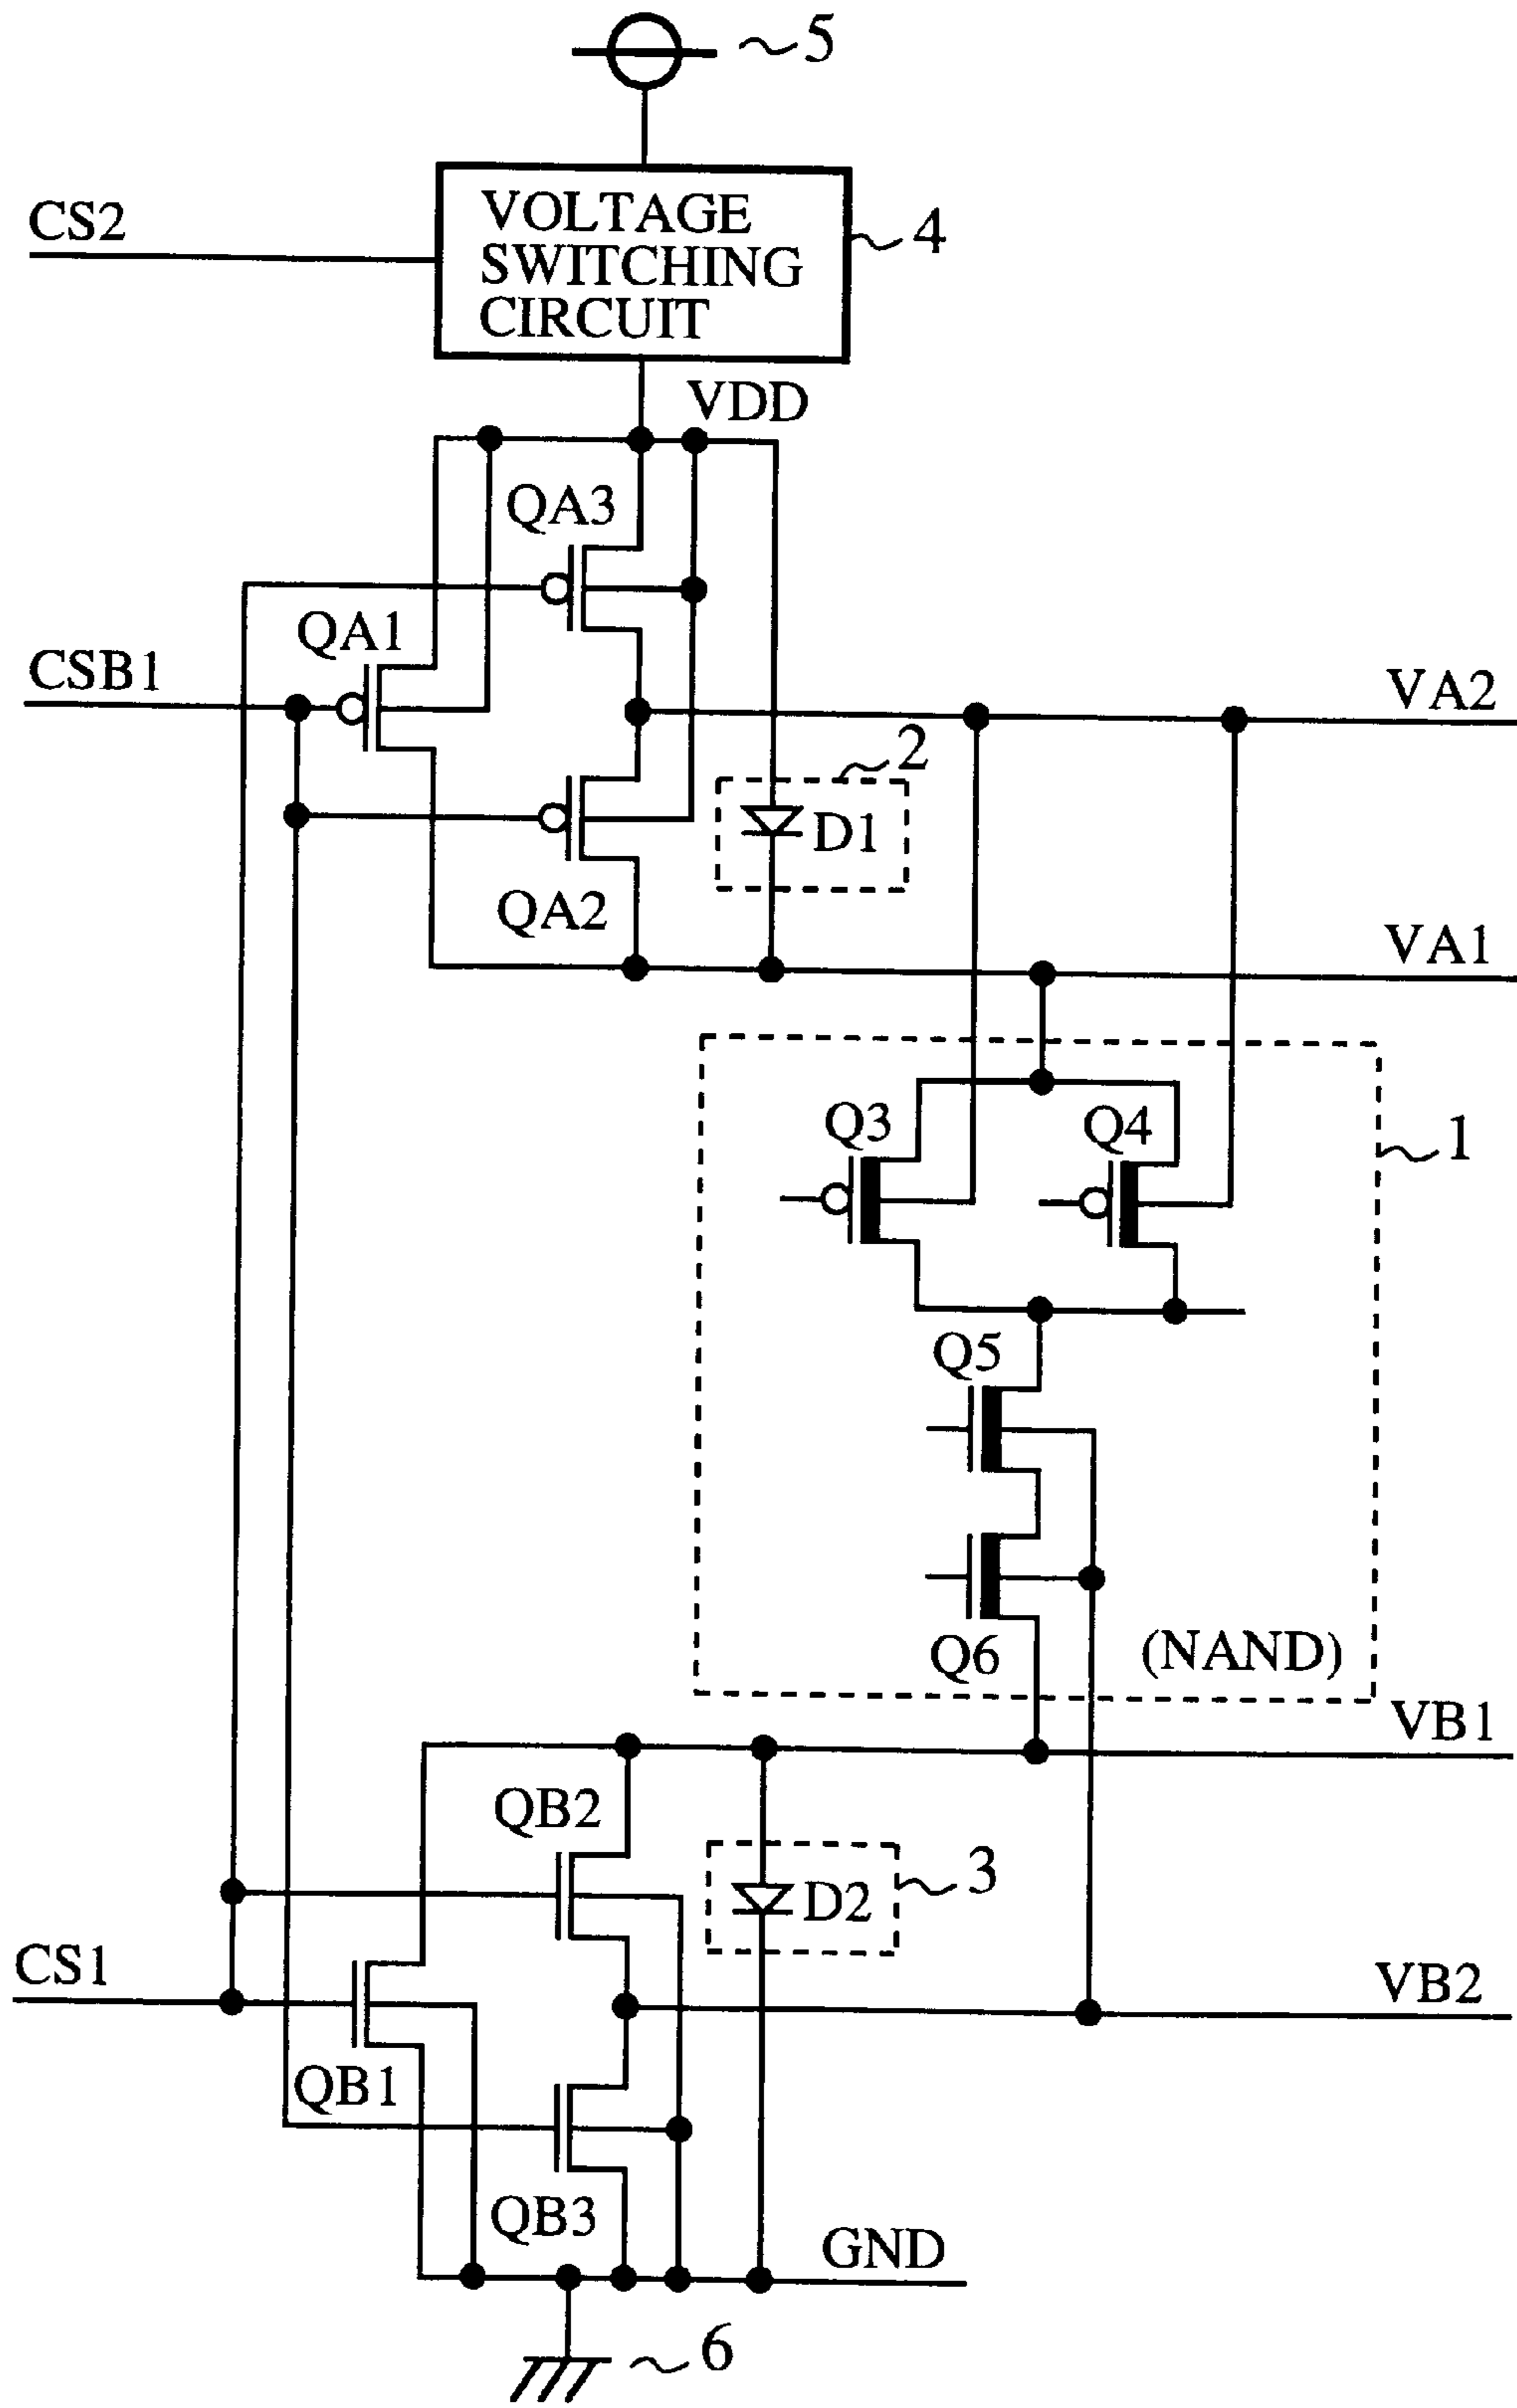 5
CS2
VOLTAGE
SWITCHING
CIRCUIT
4
VDD
QA3
QA1
CSB1
VA2
2
D1
QA2
VA1
Q3
Q4
1
Q5
Q6
(NAND)
VB1
QB2
3
D2
CS1
VB2
QB1
QB3
GND
6